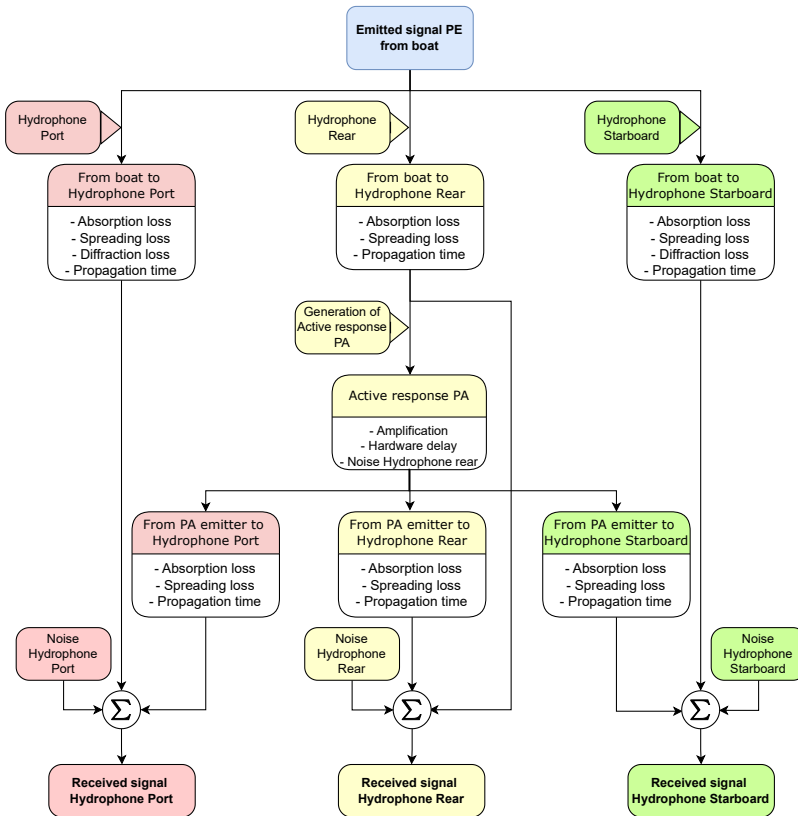 Emitted signal PE
from boat
Hydrophone
Port
Hydrophone
Rear
Hydrophone
Starboard
From boat to
Hydrophone Port
- Absorption loss
- Spreading loss
- Diffraction loss
- Propagation time
From boat to
Hydrophone Rear
- Absorption loss
- Spreading loss
- Propagation time
From boat to
Hydrophone Starboard
- Absorption loss
- Spreading loss
- Diffraction loss
- Propagation time
Generation of
Active response
PA
Active response PA
- Amplification
- Hardware delay
- Noise Hydrophone rear
From PA emitter to
Hydrophone Port
- Absorption loss
- Spreading loss
- Propagation time
From PA emitter to
Hydrophone Rear
- Absorption loss
- Spreading loss
- Propagation time
From PA emitter to
Hydrophone Starboard
- Absorption loss
- Spreading loss
- Propagation time
Noise
Hydrophone
Port
Noise
Hydrophone
Rear
Noise
Hydrophone
Starboard
Σ
Σ
Σ
Received signal
Hydrophone Port
Received signal
Hydrophone Rear
Received signal
Hydrophone Starboard